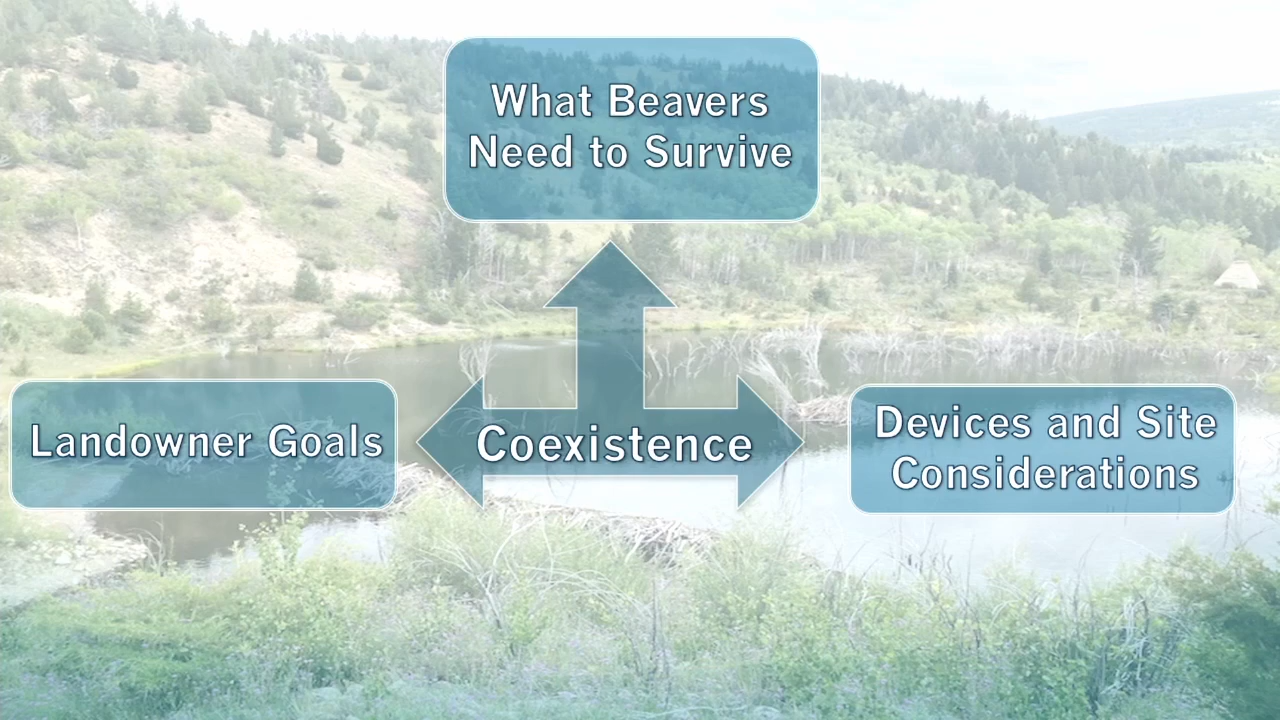 What Beavers
Need to Survive
Landowner Goals
Coexistence
Devices and Site
Considerations